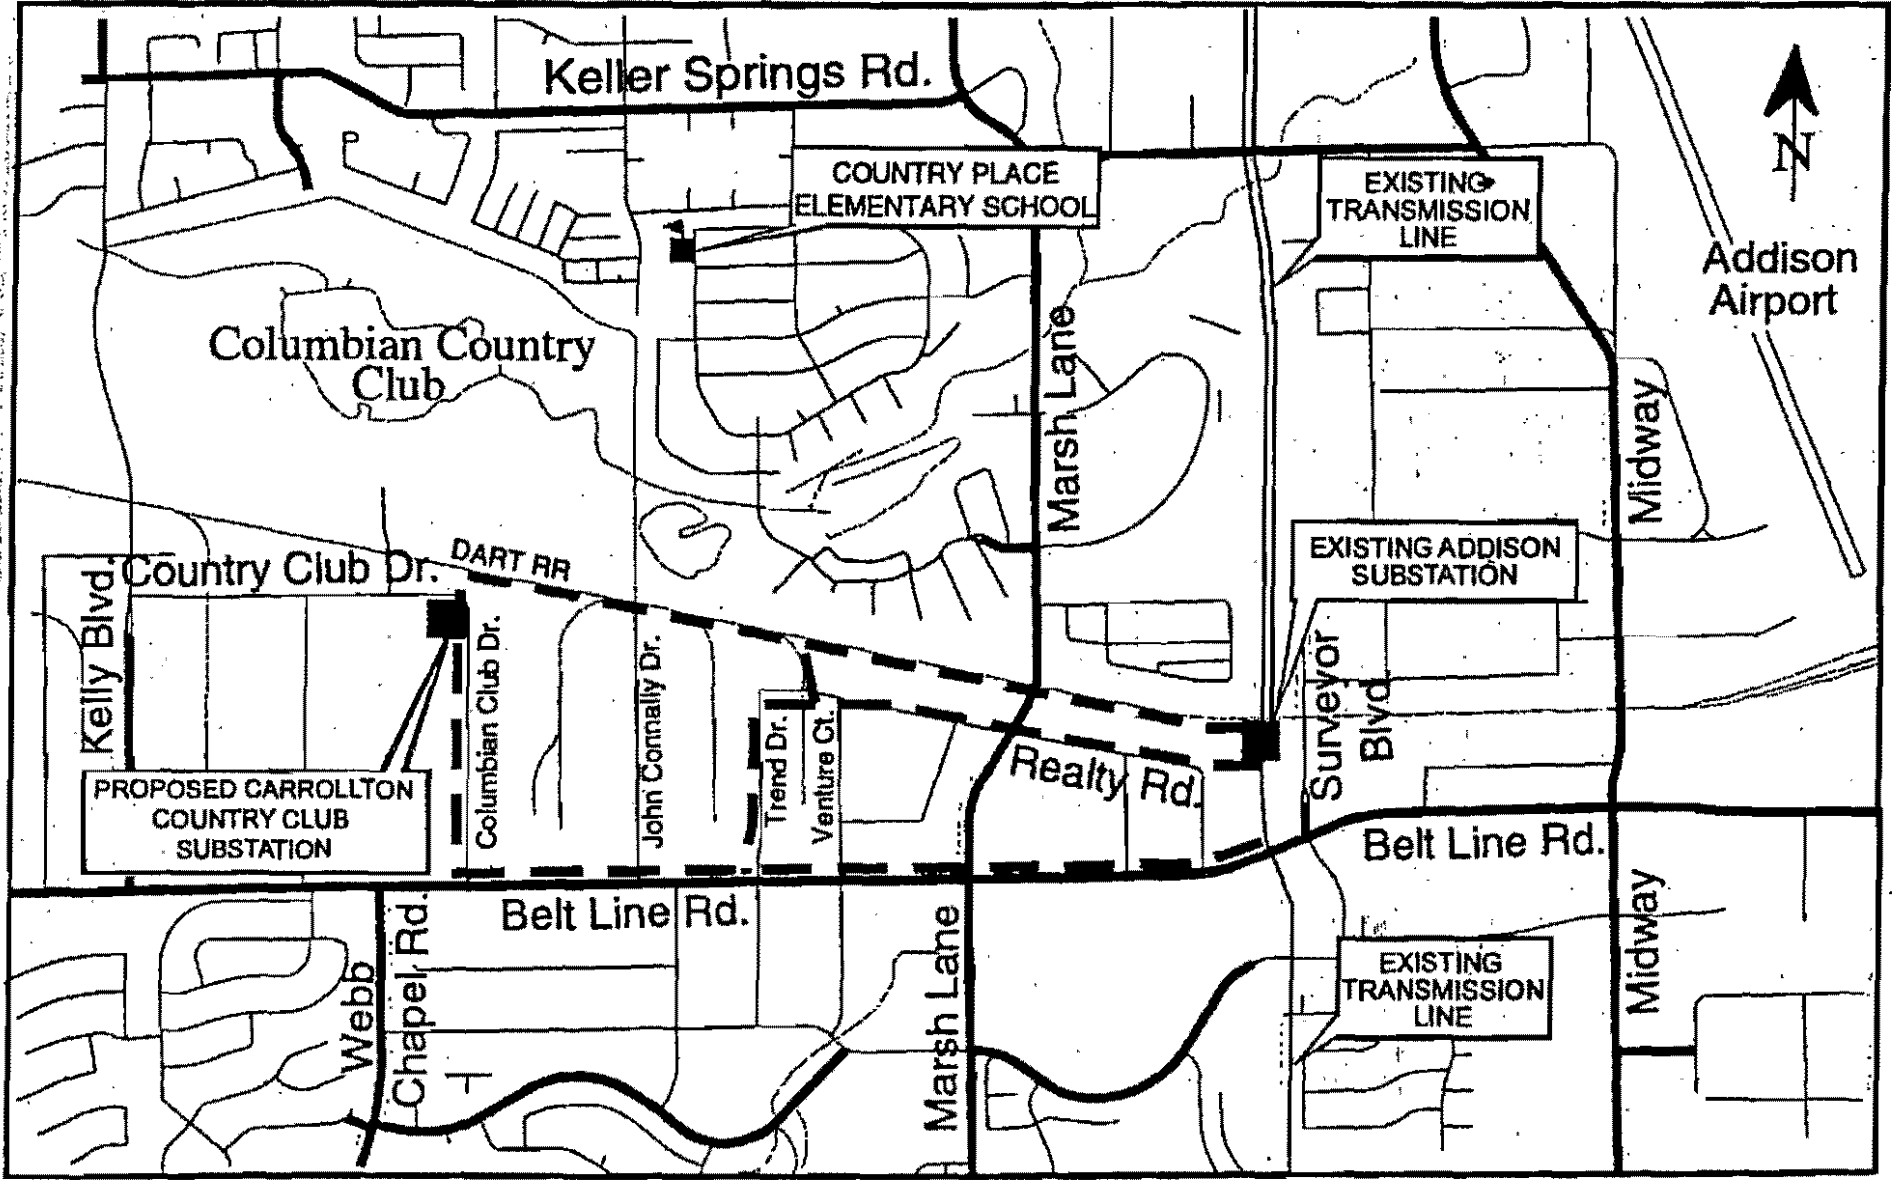 Keller Springs Rd.
N
COUNTRY PLACE
ELEMENTARY SCHOOL
EXISTING
TRANSMISSION
LINE
Addison
Airport
Columbian Country
Club
Marsh Lane
Midway
Country Club Dr.
DART RR
EXISTING ADDISON
SUBSTATION
Kelly Blvd.
Columbian Club Dr.
John Connally Dr.
Trend Dr.
Venture Ct.
Realty Rd.
Surveyor
Blvd.
PROPOSED CARROLLTON
COUNTRY CLUB
SUBSTATION
Belt Line Rd.
Belt Line Rd.
Webb
Chapel Rd.
Marsh Lane
EXISTING
TRANSMISSION
LINE
Midway